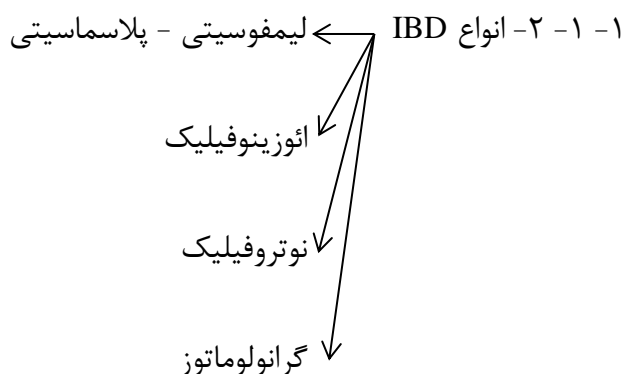 ۱- ۱- ۲- انواع IBD لیمفوسیتی - پلاسماسیتی
ائوزینوفیلیک
نوتروفیلیک
گرانولوماتوز